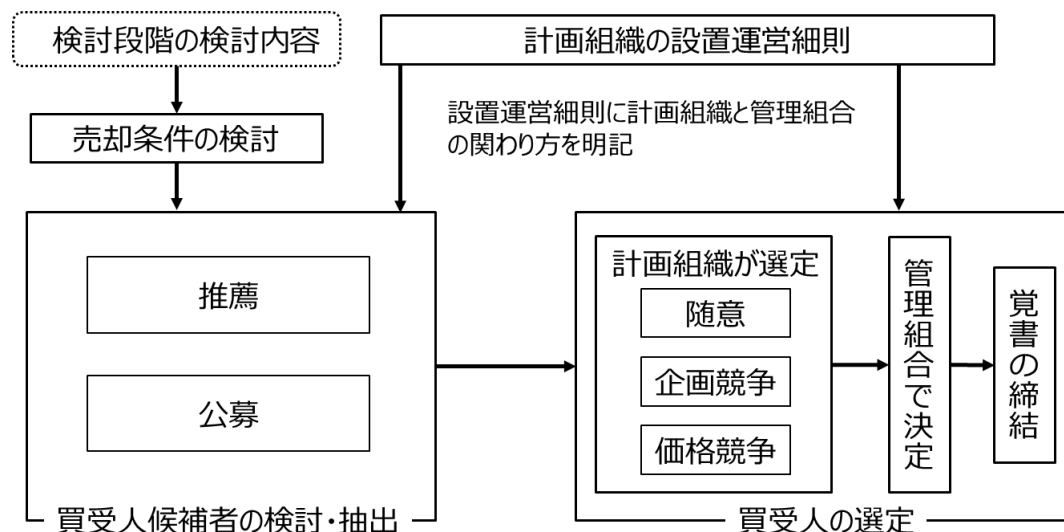 検討段階の検討内容
計画組織の設置運営細則
設置運営細則に計画組織と管理組合
の関わり方を明記
売却条件の検討
推薦
公募
買受人候補者の検討・抽出
計画組織が選定
随意
企画競争
価格競争
管理組合で決定
覚書の締結
買受人の選定